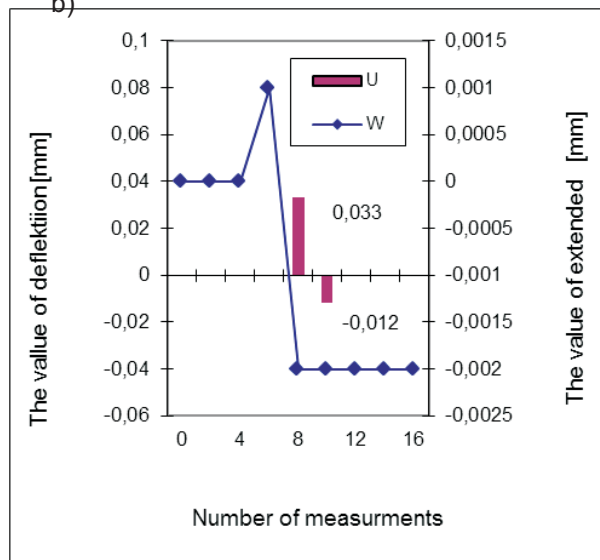 b)
The vallue of deflektiion[mm]
0,1
0,08
0,06
0,04
0,02
0
-0,02
-0,04
-0,06
U
W
0,033
-0,012
0,0015
0,001
0,0005
0
-0,0005
-0,001
-0,0015
-0,002
-0,0025
The value of extended [mm]
0 4 8 12 16
Number of measurments